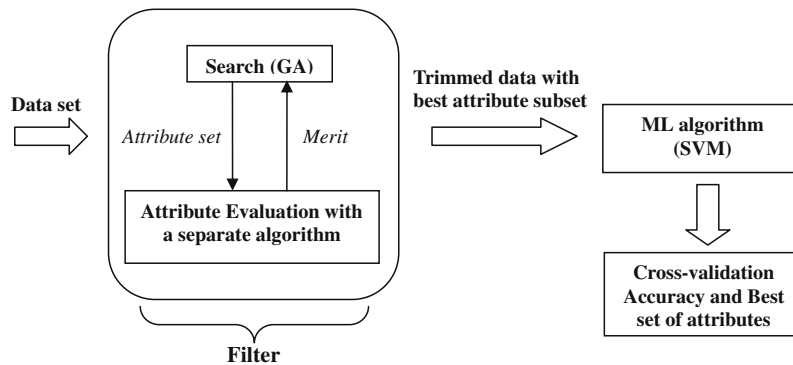 Data set
Search (GA)
Attribute set
Merit
Attribute Evaluation with
a separate algorithm
Filter
Trimmed data with
best attribute subset
ML algorithm
(SVM)
Cross-validation
Accuracy and Best
set of attributes